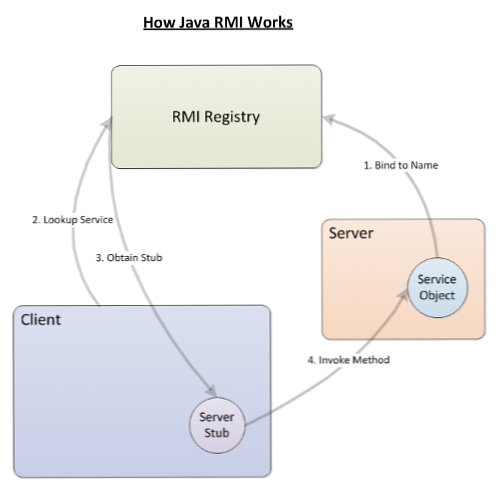 How Java RMI Works
RMI Registry
1. Bind to Name
2. Lookup Service
3. Obtain Stub
Server
Service
Object
Client
4. Invoke Method
Server
Stub